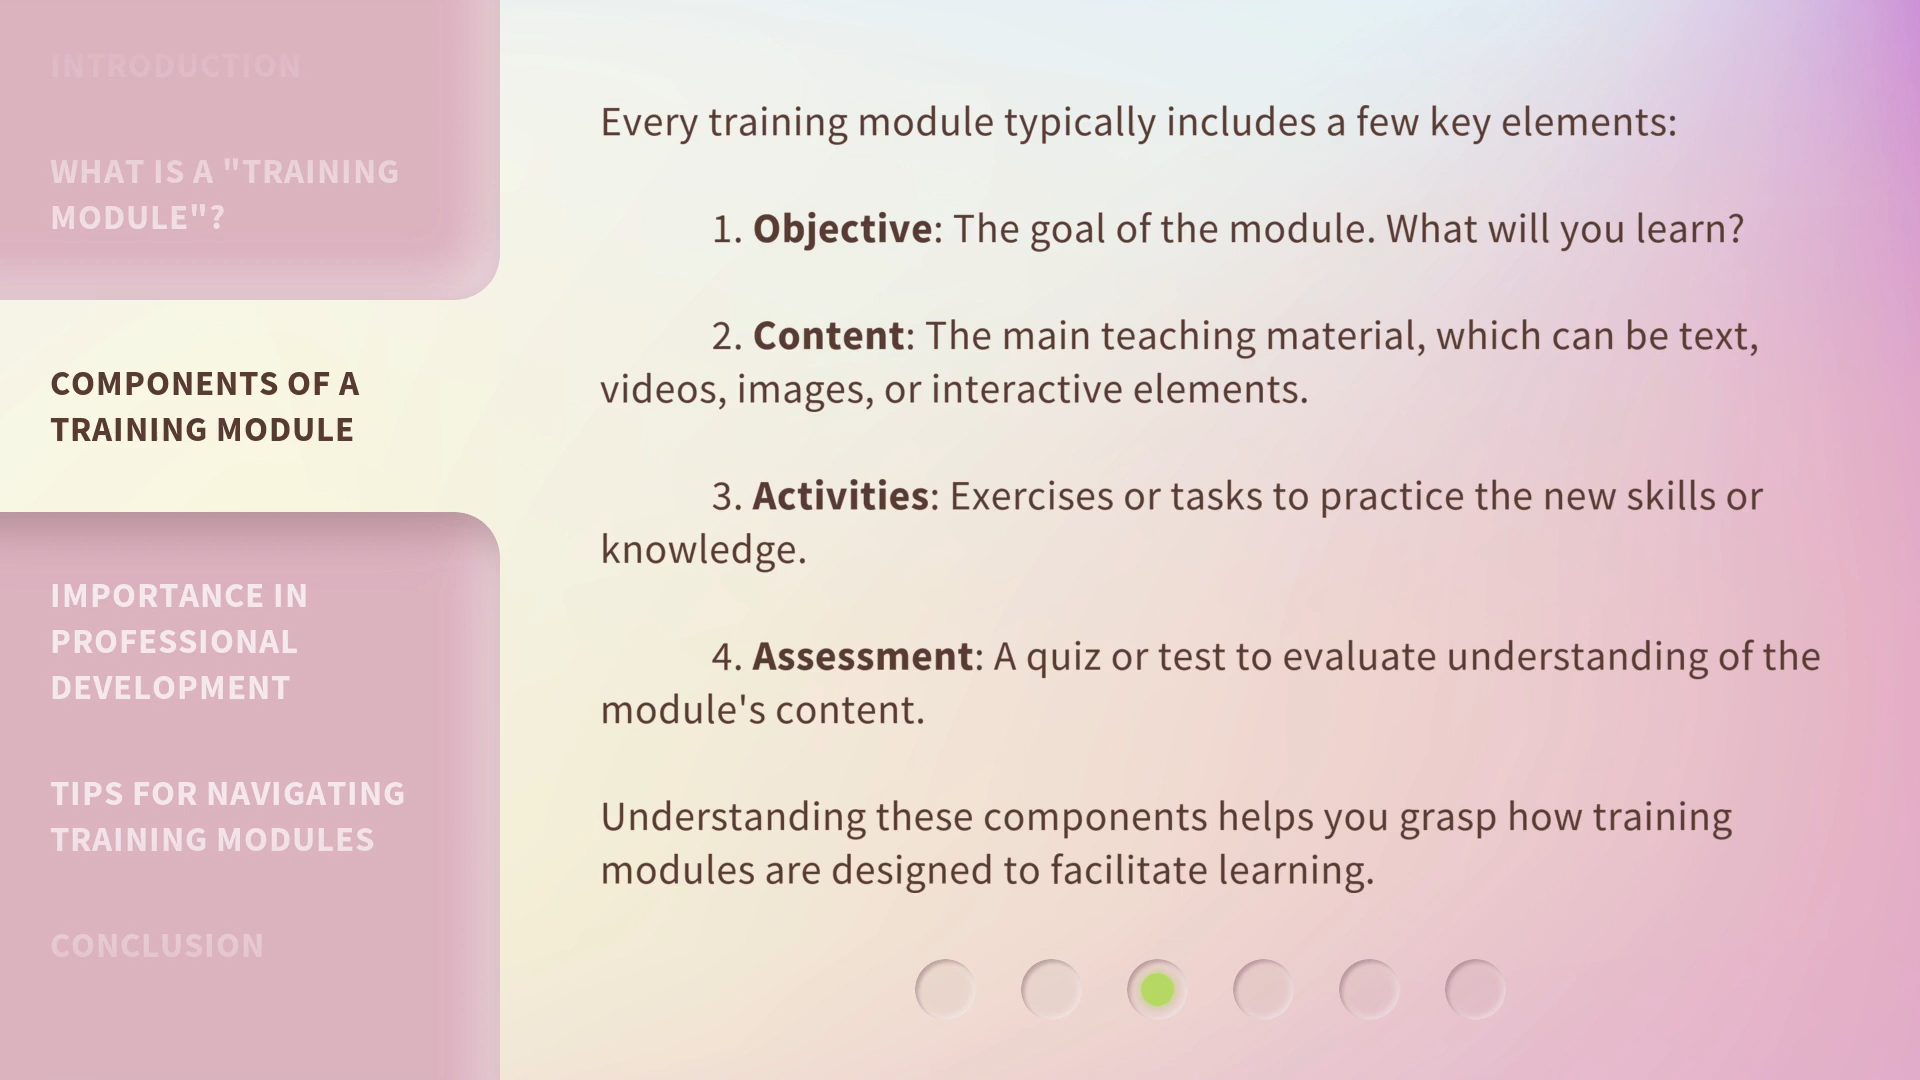 INTRODUCTION
WHAT IS A "TRAINING
MODULE"?
COMPONENTS OF A
TRAINING MODULE
IMPORTANCE IN
PROFESSIONAL
DEVELOPMENT
TIPS FOR NAVIGATING
TRAINING MODULES
CONCLUSION
Every training module typically includes a few key elements:
1. Objective: The goal of the module. What will you learn?
2. Content: The main teaching material, which can be text,
videos, images, or interactive elements.
3. Activities: Exercises or tasks to practice the new skills or
knowledge.
4. Assessment: A quiz or test to evaluate understanding of the
module's content.
Understanding these components helps you grasp how training
modules are designed to facilitate learning.